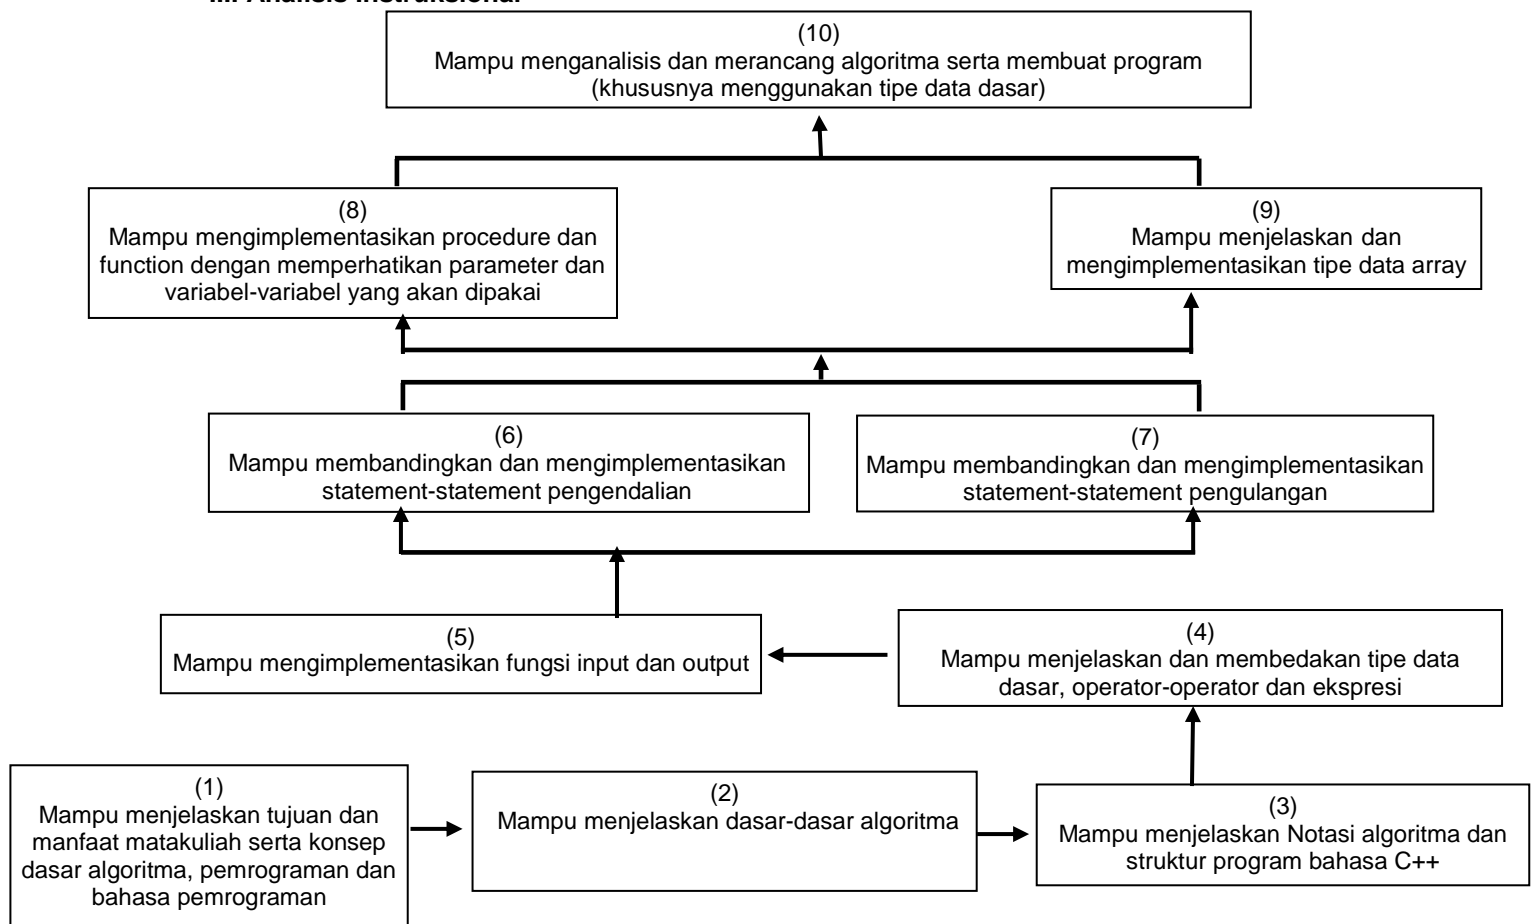 III. Analisis Instruksional
(10)
Mampu menganalisis dan merancang algoritma serta membuat program
(khususnya menggunakan tipe data dasar)
(8)
Mampu mengimplementasikan procedure dan
function dengan memperhatikan parameter dan
variabel-variabel yang akan dipakai
(9)
Mampu menjelaskan dan
mengimplementasikan tipe data array
(6)
Mampu membandingkan dan mengimplementasikan
statement-statement pengendalian
(7)
Mampu membandingkan dan mengimplementasikan
statement-statement pengulangan
(5)
Mampu mengimplementasikan fungsi input dan output
(4)
Mampu menjelaskan dan membedakan tipe data
dasar, operator-operator dan ekspresi
(1)
Mampu menjelaskan tujuan dan
manfaat matakuliah serta konsep
dasar algoritma, pemrograman dan
bahasa pemrograman
(2)
Mampu menjelaskan dasar-dasar algoritma
(3)
Mampu menjelaskan Notasi algoritma dan
struktur program bahasa C++